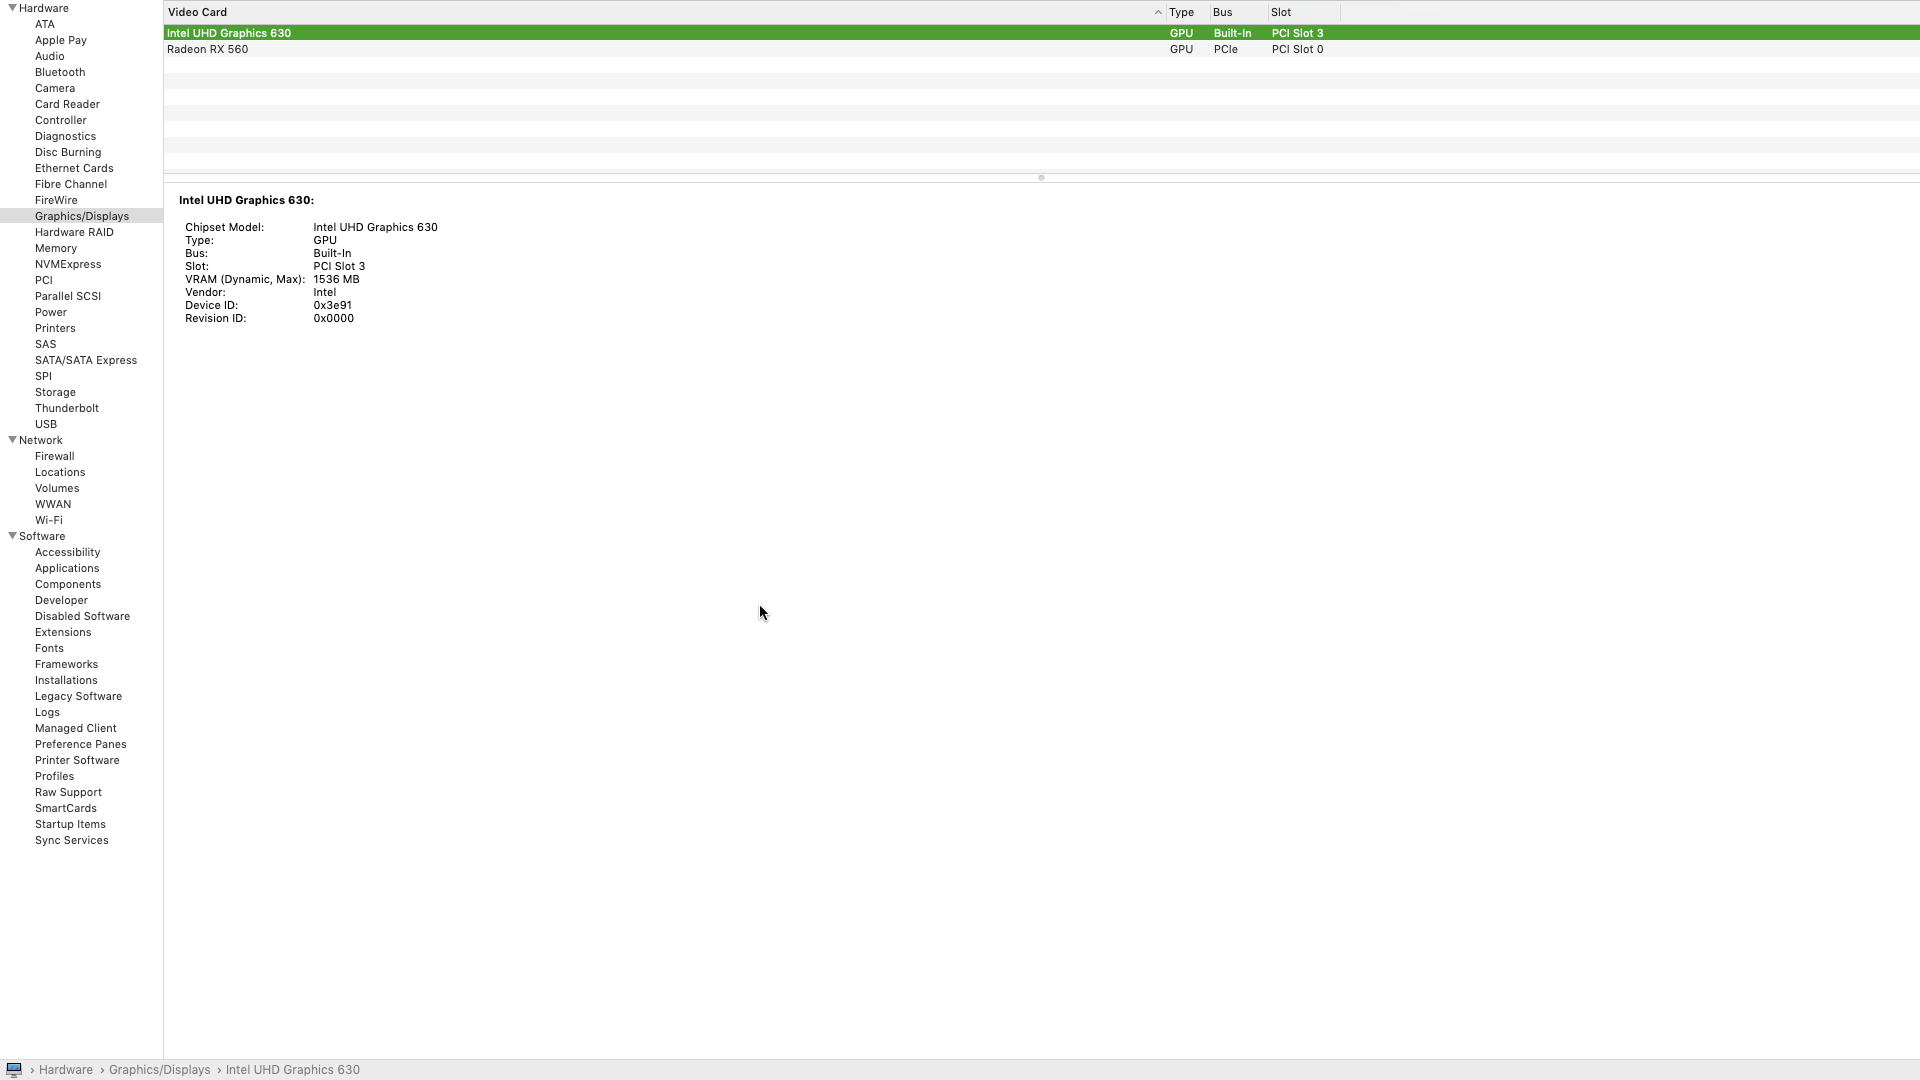 Hardware
ATA
Apple Pay
Audio
Bluetooth
Camera
Card Reader
Controller
Diagnostics
Disc Burning
Ethernet Cards
Fibre Channel
FireWire
Graphics/Displays
Hardware RAID
Memory
NVMExpress
PCI
Parallel SCSI
Power
Printers
SAS
SATA/SATA Express
SPI
Storage
Thunderbolt
USB
Network
Firewall
Locations
Volumes
WWAN
Wi-Fi
Software
Accessibility
Applications
Components
Developer
Disabled Software
Extensions
Fonts
Frameworks
Installations
Legacy Software
Logs
Managed Client
Preference Panes
Printer Software
Profiles
Raw Support
SmartCards
Startup Items
Sync Services
Video Card Type Bus Slot
Intel UHD Graphics 630 GPU Built-In PCI Slot 3
Radeon RX 560 GPU PCIe PCI Slot 0
Intel UHD Graphics 630:
Chipset Model: Intel UHD Graphics 630
Type: GPU
Bus: Built-In
Slot: PCI Slot 3
VRAM (Dynamic, Max): 1536 MB
Vendor: Intel
Device ID: 0x3e91
Revision ID: 0x0000
› Hardware › Graphics/Displays › Intel UHD Graphics 630